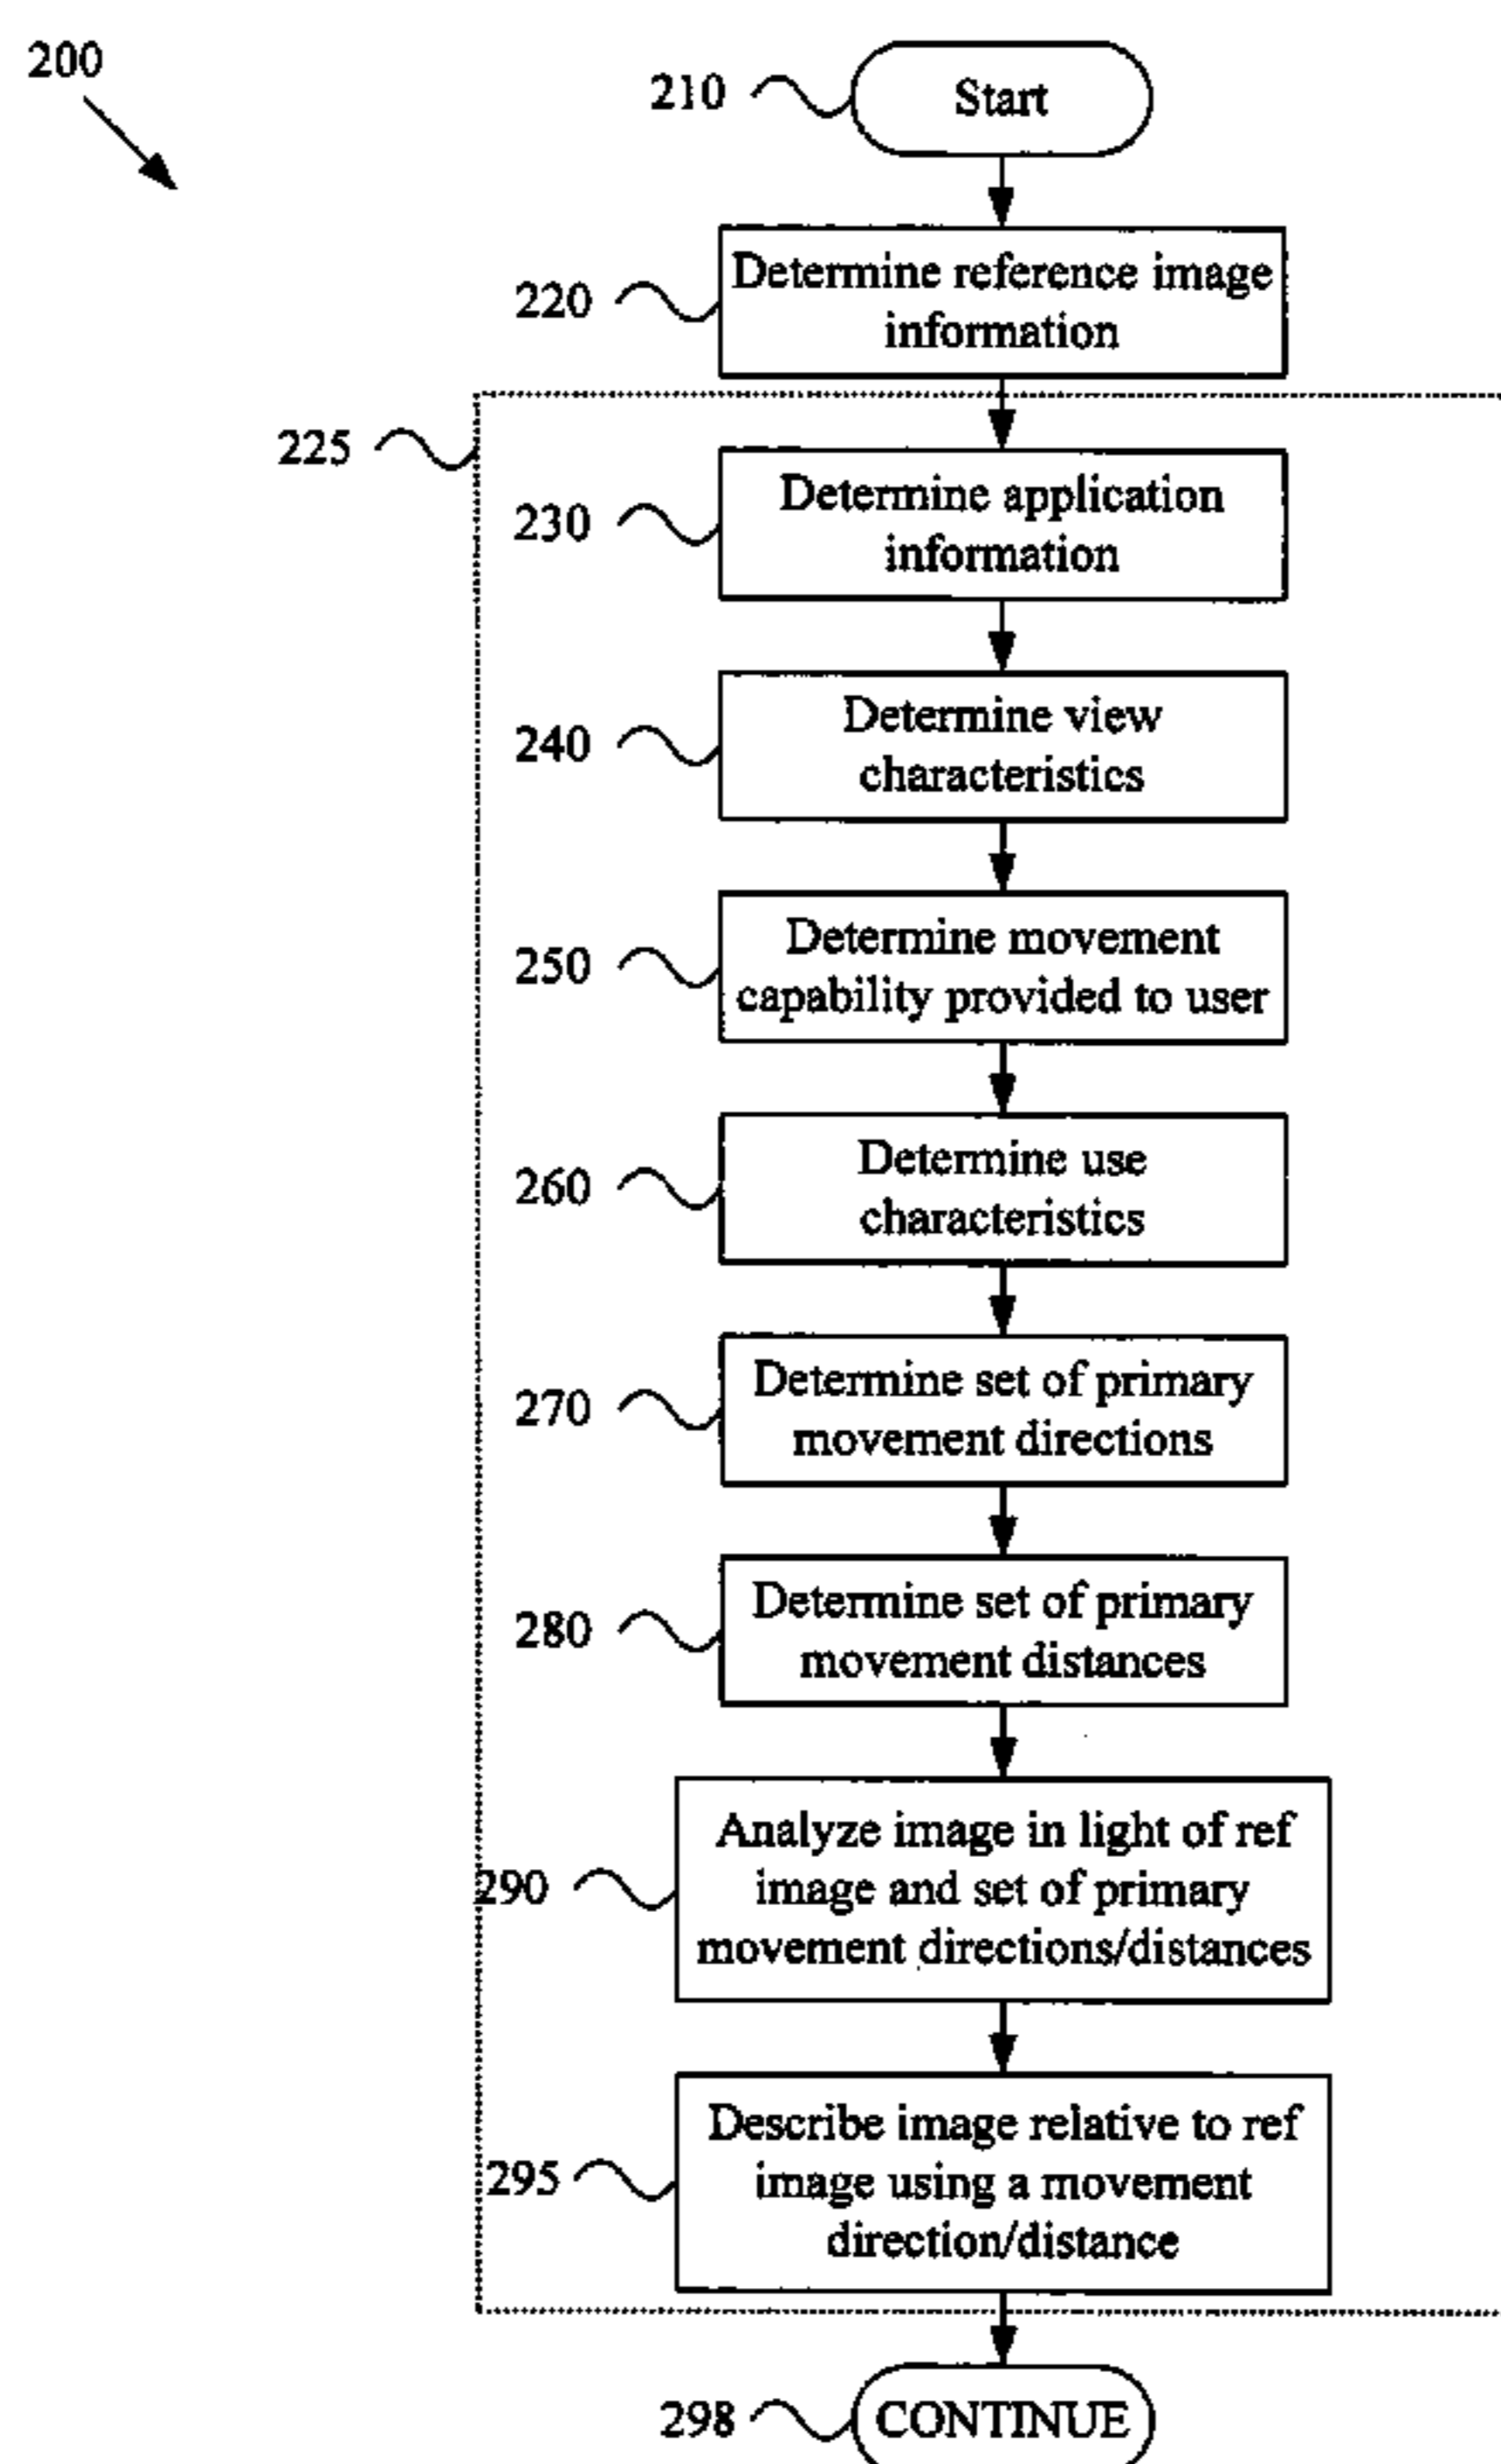 200
210
Start
220
Determine reference image
information
225
230
Determine application
information
240
Determine view
characteristics
250
Determine movement
capability provided to user
260
Determine use
characteristics
270
Determine set of primary
movement directions
280
Determine set of primary
movement distances
290
Analyze image in light of ref
image and set of primary
movement directions/distances
295
Describe image relative to ref
image using a movement
direction/distance
298
CONTINUE